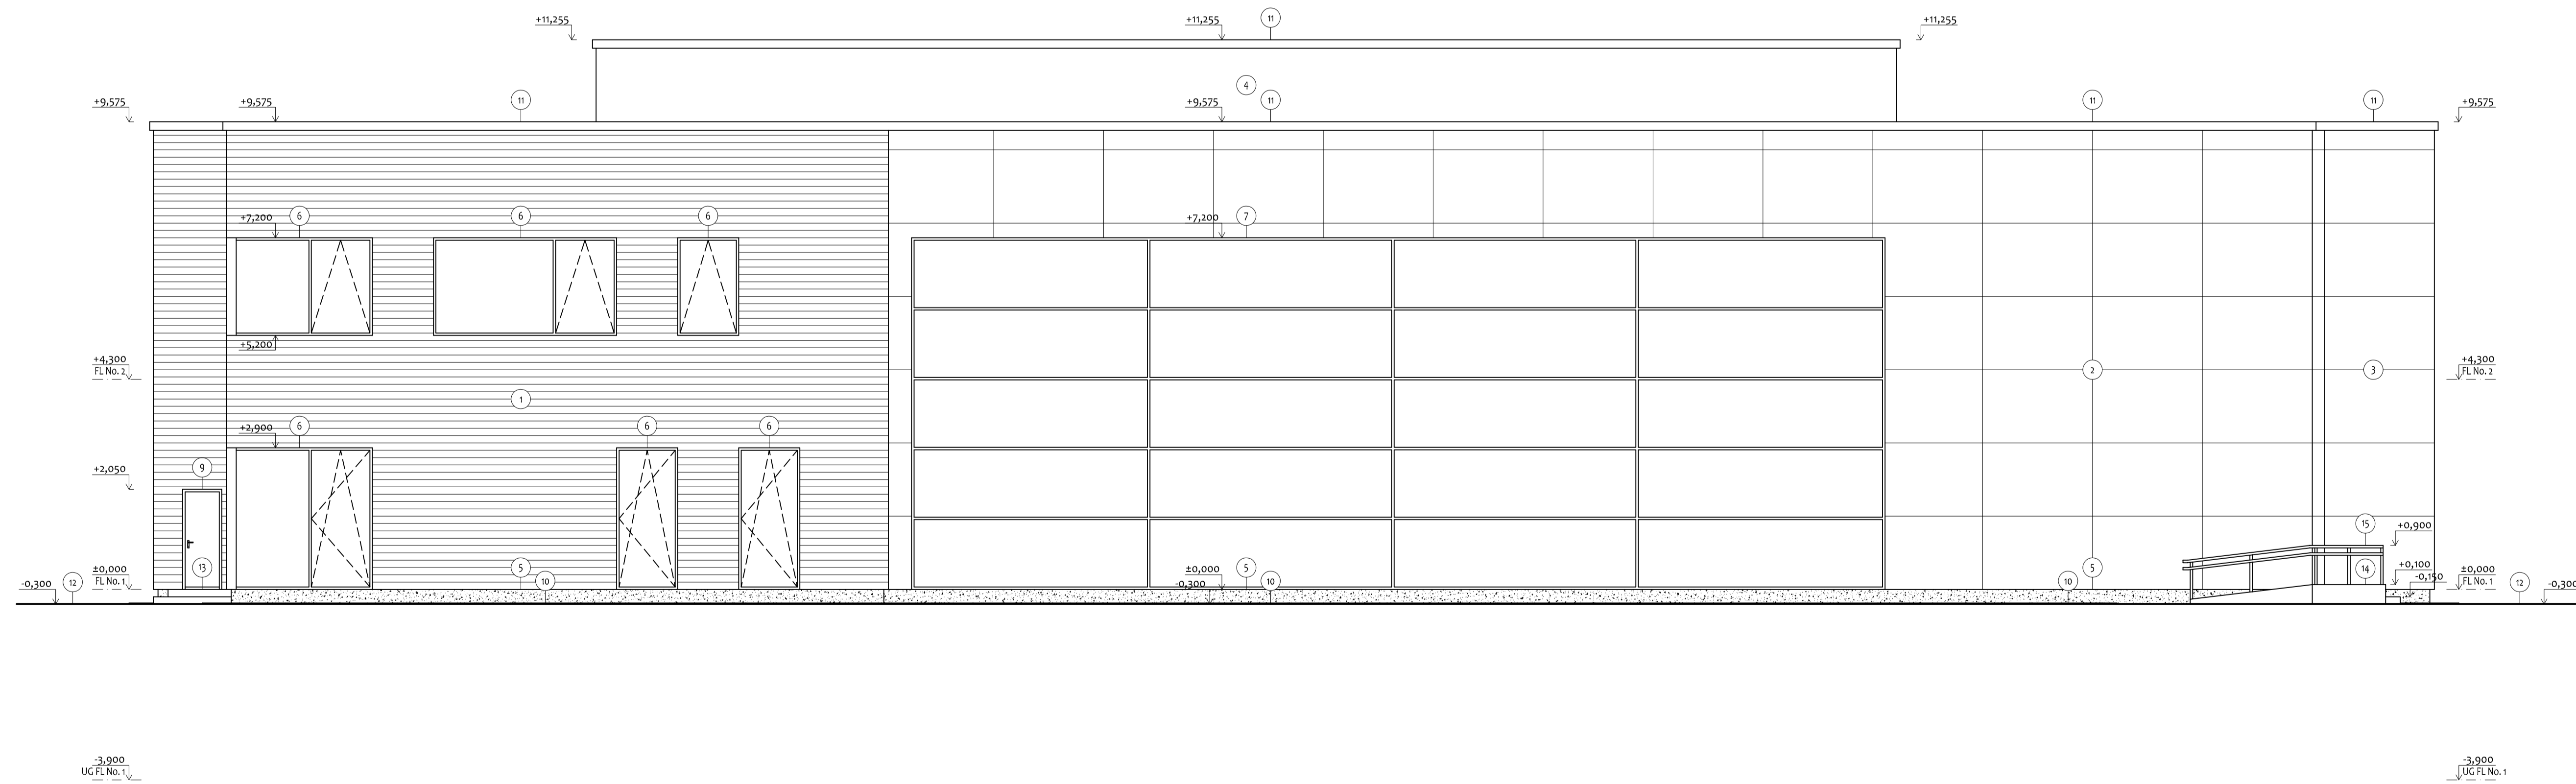 +11,255 +11,255 11 +11,255
4
+9,575 +9,575 11 +9,575 11 11 11 +9,575
+7,200 6 6 6 +7,200 7
+5,200
+4,300 +4,300
FL No. 2 2 3 FL No. 2
1
+2,900 6 6 6
+2,050 9
15 +0,900
±0,000 13 5 ±0,000 5 5 14 +0,100 ±0,000
FL No. 1 10 10 10 -0,150 FL No. 1
-0,300 12 -0,300 12 -0,300
-3,900 -3,900
UG FL No. 1 UG FL No. 1